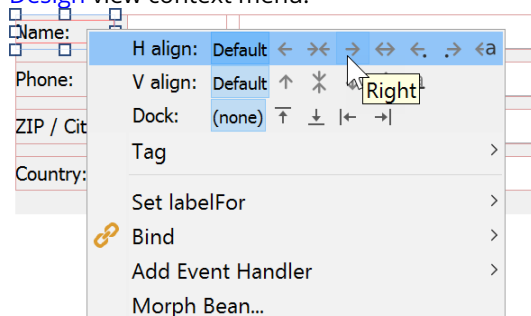 Design view context menu.
Name:
H align: Default a
V align: Default
Right
Phone:
Dock: (none)
ZIP / Cit
Tag
Country:
Set labelFor
Bind
Add Event Handler
Morph Bean...